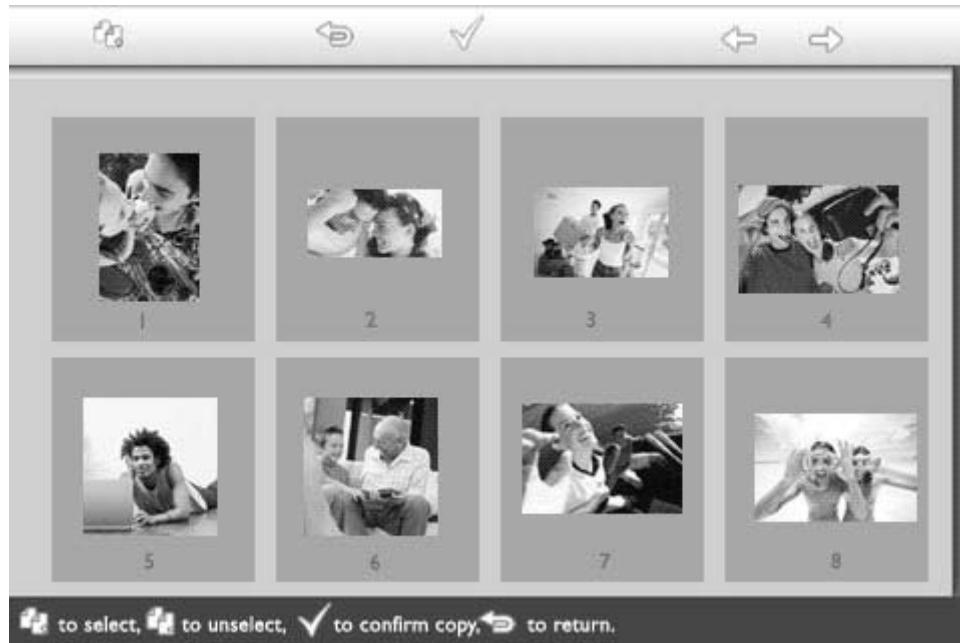 1 2 3 4
5 6 7 8
to select, to unselect, to confirm copy, to return.